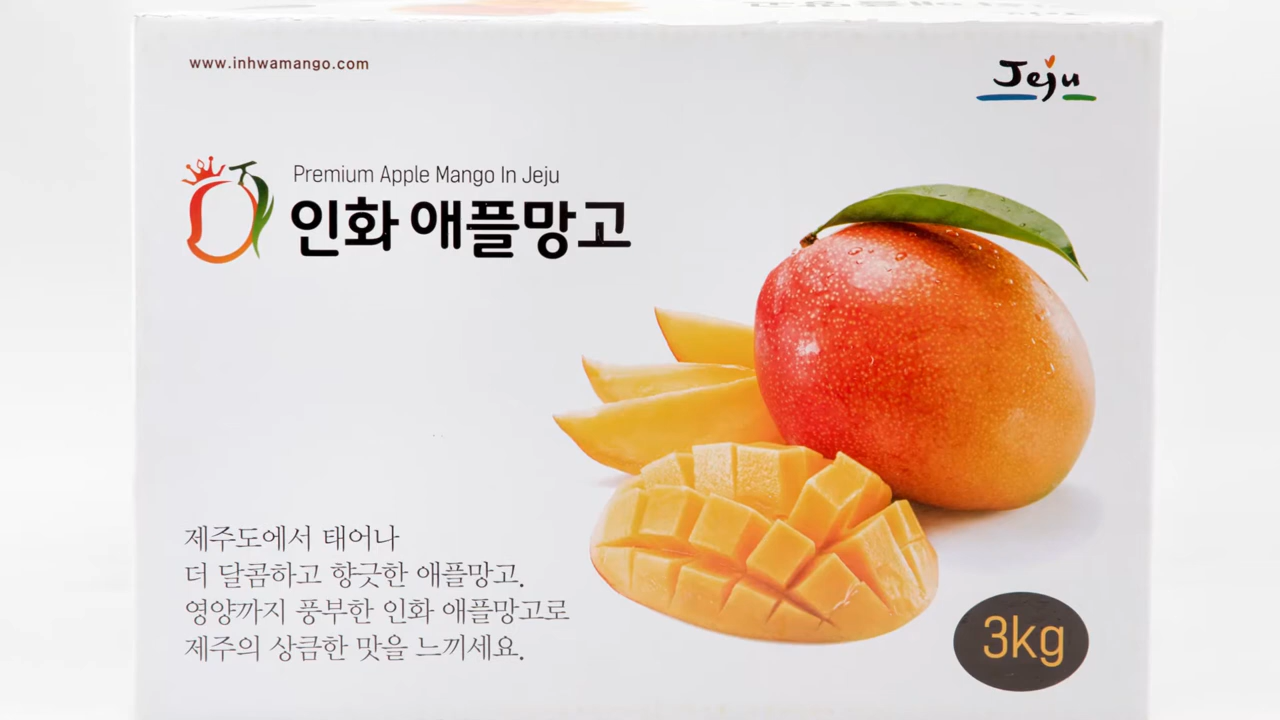 www.inhwamango.com
Jeju
Premium Apple Mango In Jeju
인화 애플망고
제주도에서 태어나
더 달콤하고 향긋한 애플망고.
영양까지 풍부한 인화 애플망고로
제주의 상큼한 맛을 느끼세요.
3kg